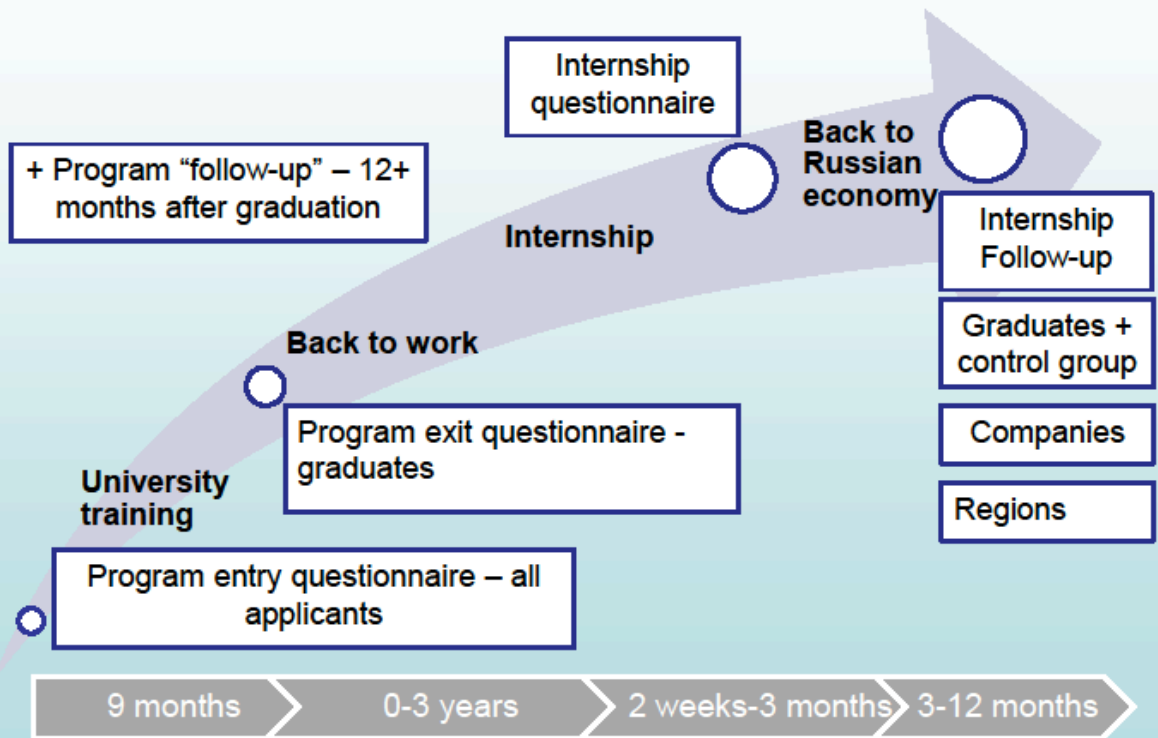 Internship
questionnaire
Back to
Russian
economy
+ Program “follow-up” – 12+
months after graduation
Internship
Internship
Follow-up
Graduates +
control group
Back to work
Program exit questionnaire -
graduates
Companies
University
training
Regions
Program entry questionnaire – all
applicants
9 months
0-3 years
2 weeks-3 months
3-12 months